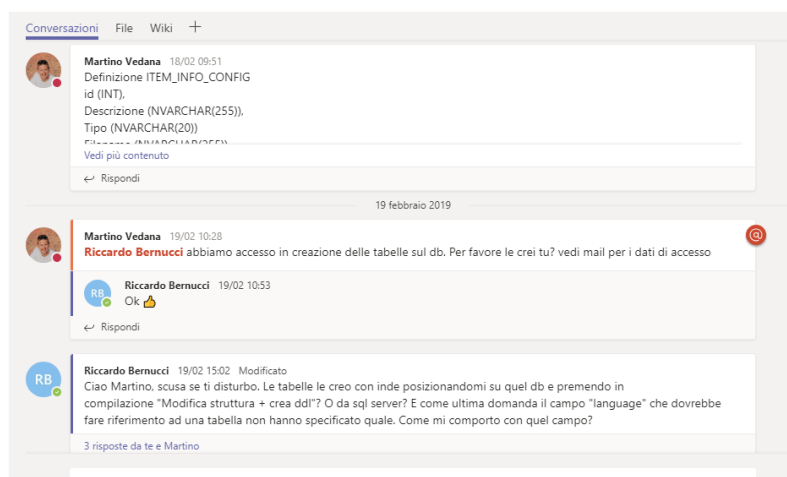 Conversazioni File Wiki +
Martino Vedana 18/02 09:51
Definizione ITEM_INFO_CONFIG
id (INT),
Descrizione (NVARCHAR(255)),
Tipo (NVARCHAR(20))
Filename (NVARCHAR(255))
Vedi più contenuto
Rispondi
19 febbraio 2019
Martino Vedana 19/02 10:28
@
Riccardo Bernucci abbiamo accesso in creazione delle tabelle sul db. Per favore le crei tu? vedi mail per i dati di accesso
RB
Riccardo Bernucci 19/02 10:53
Ok 👍
Rispondi
RB
Riccardo Bernucci 19/02 15:02 Modificato
Ciao Martino, scusa se ti disturbo. Le tabelle le creo con inde posizionandomi su quel db e premendo in
compilazione "Modifica struttura + crea ddl"? O da sql server? E come ultima domanda il campo "language" che dovrebbe
fare riferimento ad una tabella non hanno specificato quale. Come mi comporto con quel campo?
3 risposte da te e Martino